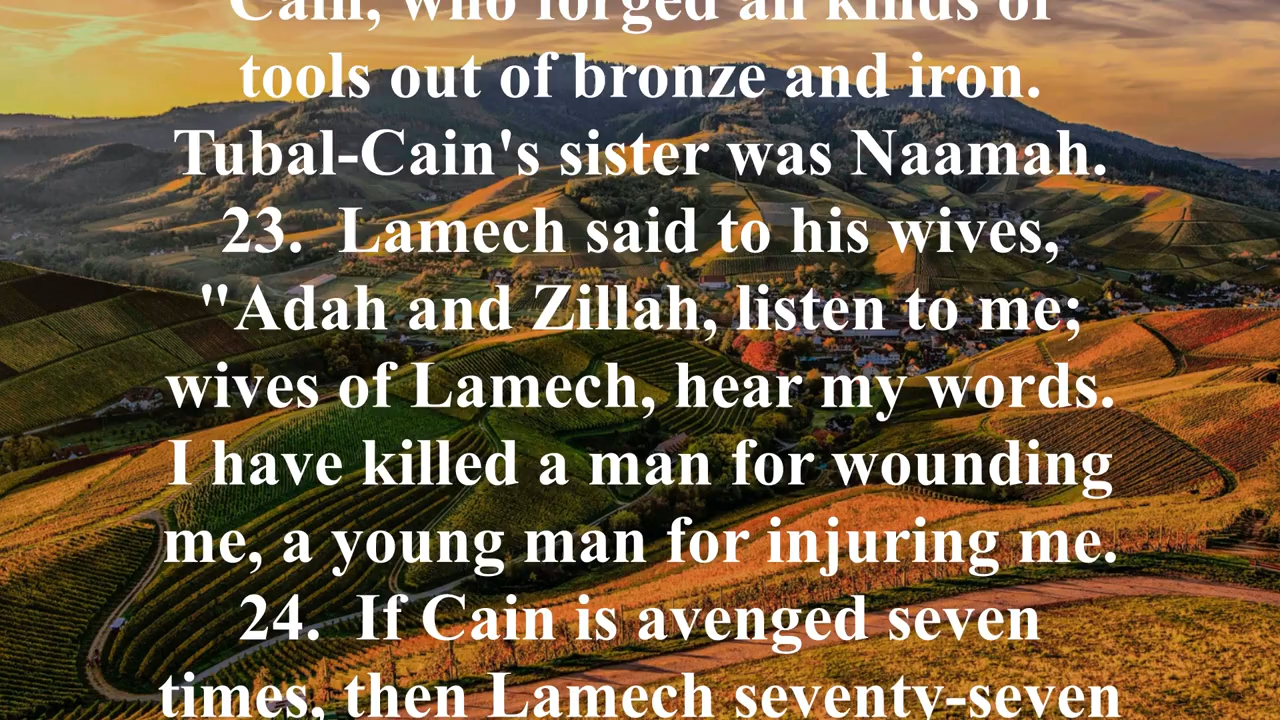 Cain, who forged all kinds of
tools out of bronze and iron.
Tubal-Cain's sister was Naamah.
23.  Lamech said to his wives,
"Adah and Zillah, listen to me;
wives of Lamech, hear my words.
I have killed a man for wounding
me, a young man for injuring me.
24.  If Cain is avenged seven
times, then Lamech seventy-seven